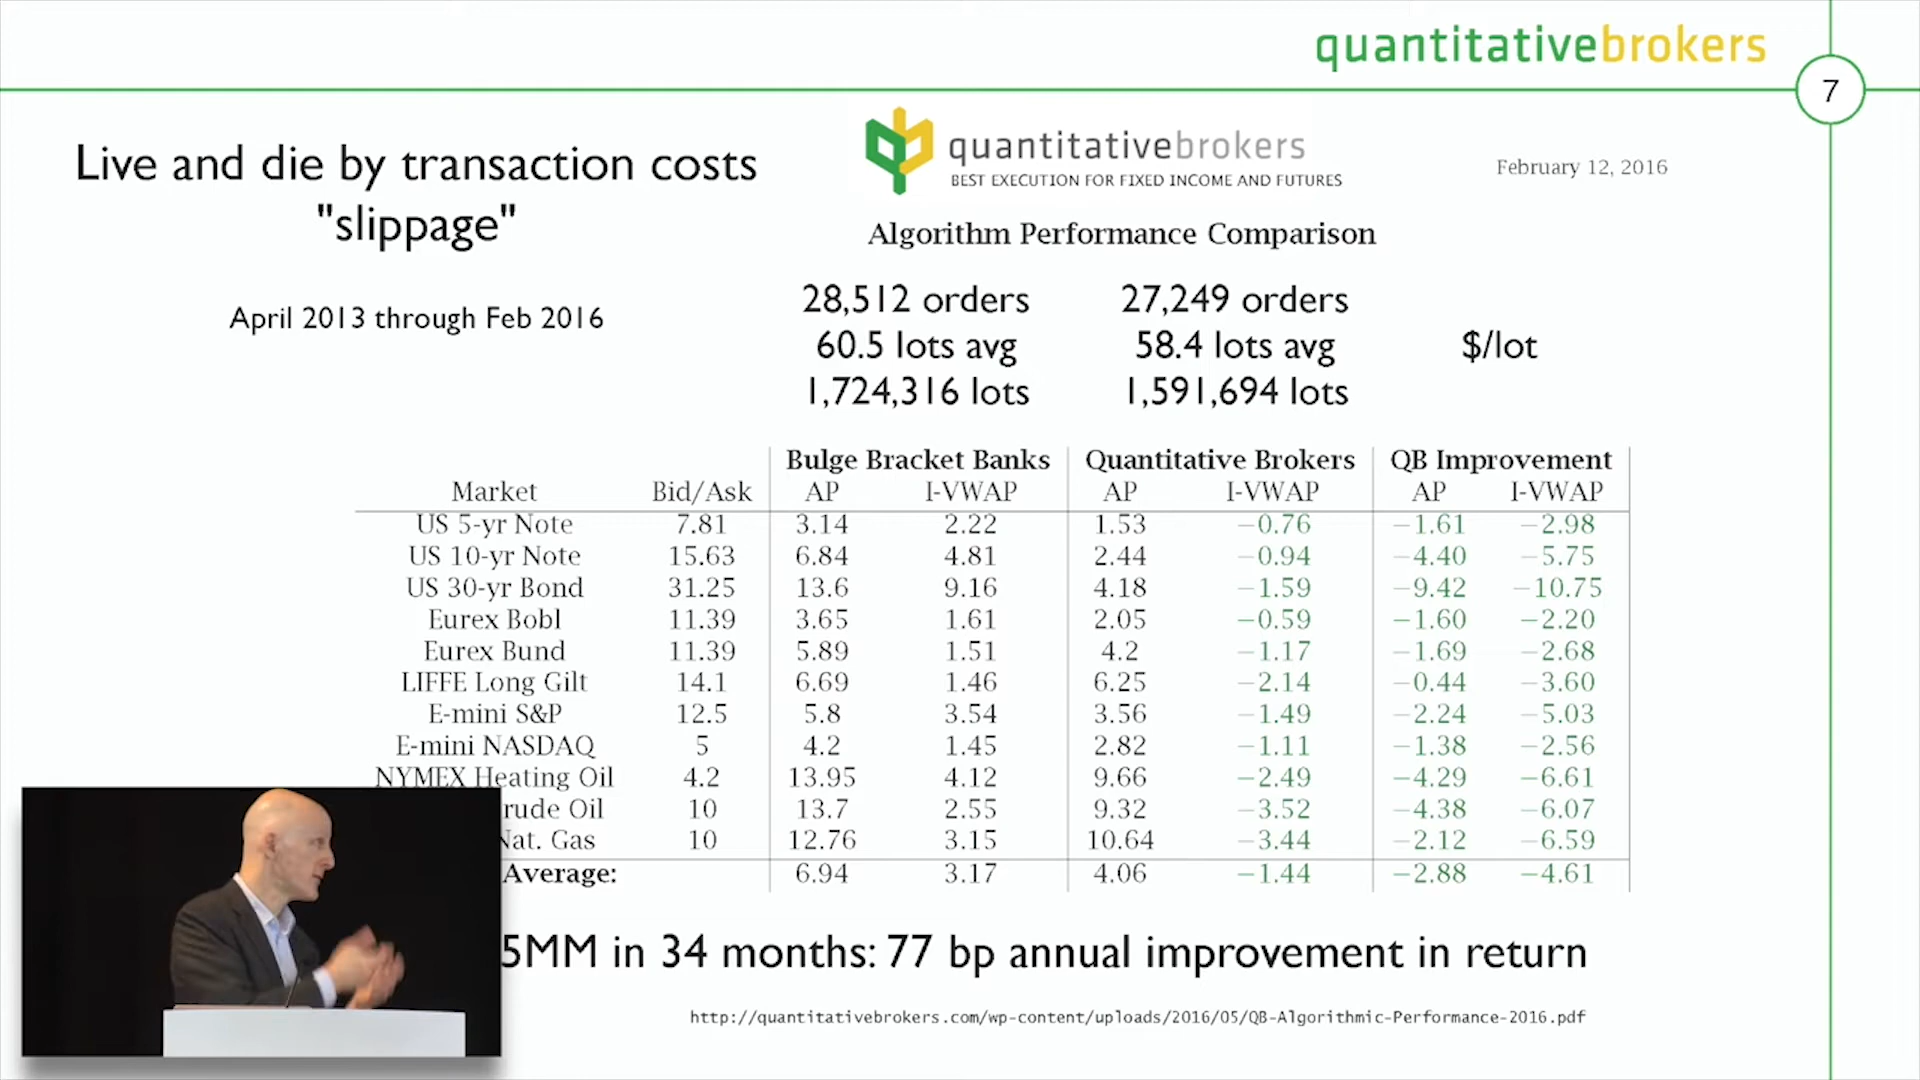 quantitativebrokers
7
Live and die by transaction costs
"slippage"
April 2013 through Feb 2016
quantitativebrokers
BEST EXECUTION FOR FIXED INCOME AND FUTURES
February 12, 2016
Algorithm Performance Comparison
28,512 orders 27,249 orders
60.5 lots avg 58.4 lots avg $/lot
1,724,316 lots 1,591,694 lots
Bulge Bracket Banks Quantitative Brokers QB Improvement
Market Bid/Ask AP I-VWAP AP I-VWAP AP I-VWAP
US 5-yr Note 7.81 3.14 2.22 1.53 −0.76 −1.61 −2.98
US 10-yr Note 15.63 6.84 4.81 2.44 −0.94 −4.40 −5.75
US 30-yr Bond 31.25 13.6 9.16 4.18 −1.59 −9.42 −10.75
Eurex Bobl 11.39 3.65 1.61 2.05 −0.59 −1.60 −2.20
Eurex Bund 11.39 5.89 1.51 4.2 −1.17 −1.69 −2.68
LIFFE Long Gilt 14.1 6.69 1.46 6.25 −2.14 −0.44 −3.60
E-mini S&P 12.5 5.8 3.54 3.56 −1.49 −2.24 −5.03
E-mini NASDAQ 5 4.2 1.45 2.82 −1.11 −1.38 −2.56
NYMEX Heating Oil 4.2 13.95 4.12 9.66 −2.49 −4.29 −6.61
rude Oil 10 13.7 2.55 9.32 −3.52 −4.38 −6.07
Nat. Gas 10 12.76 3.15 10.64 −3.44 −2.12 −6.59
Average: 6.94 3.17 4.06 −1.44 −2.88 −4.61
5MM in 34 months: 77 bp annual improvement in return
http://quantitativebrokers.com/wp-content/uploads/2016/05/QB-Algorithmic-Performance-2016.pdf